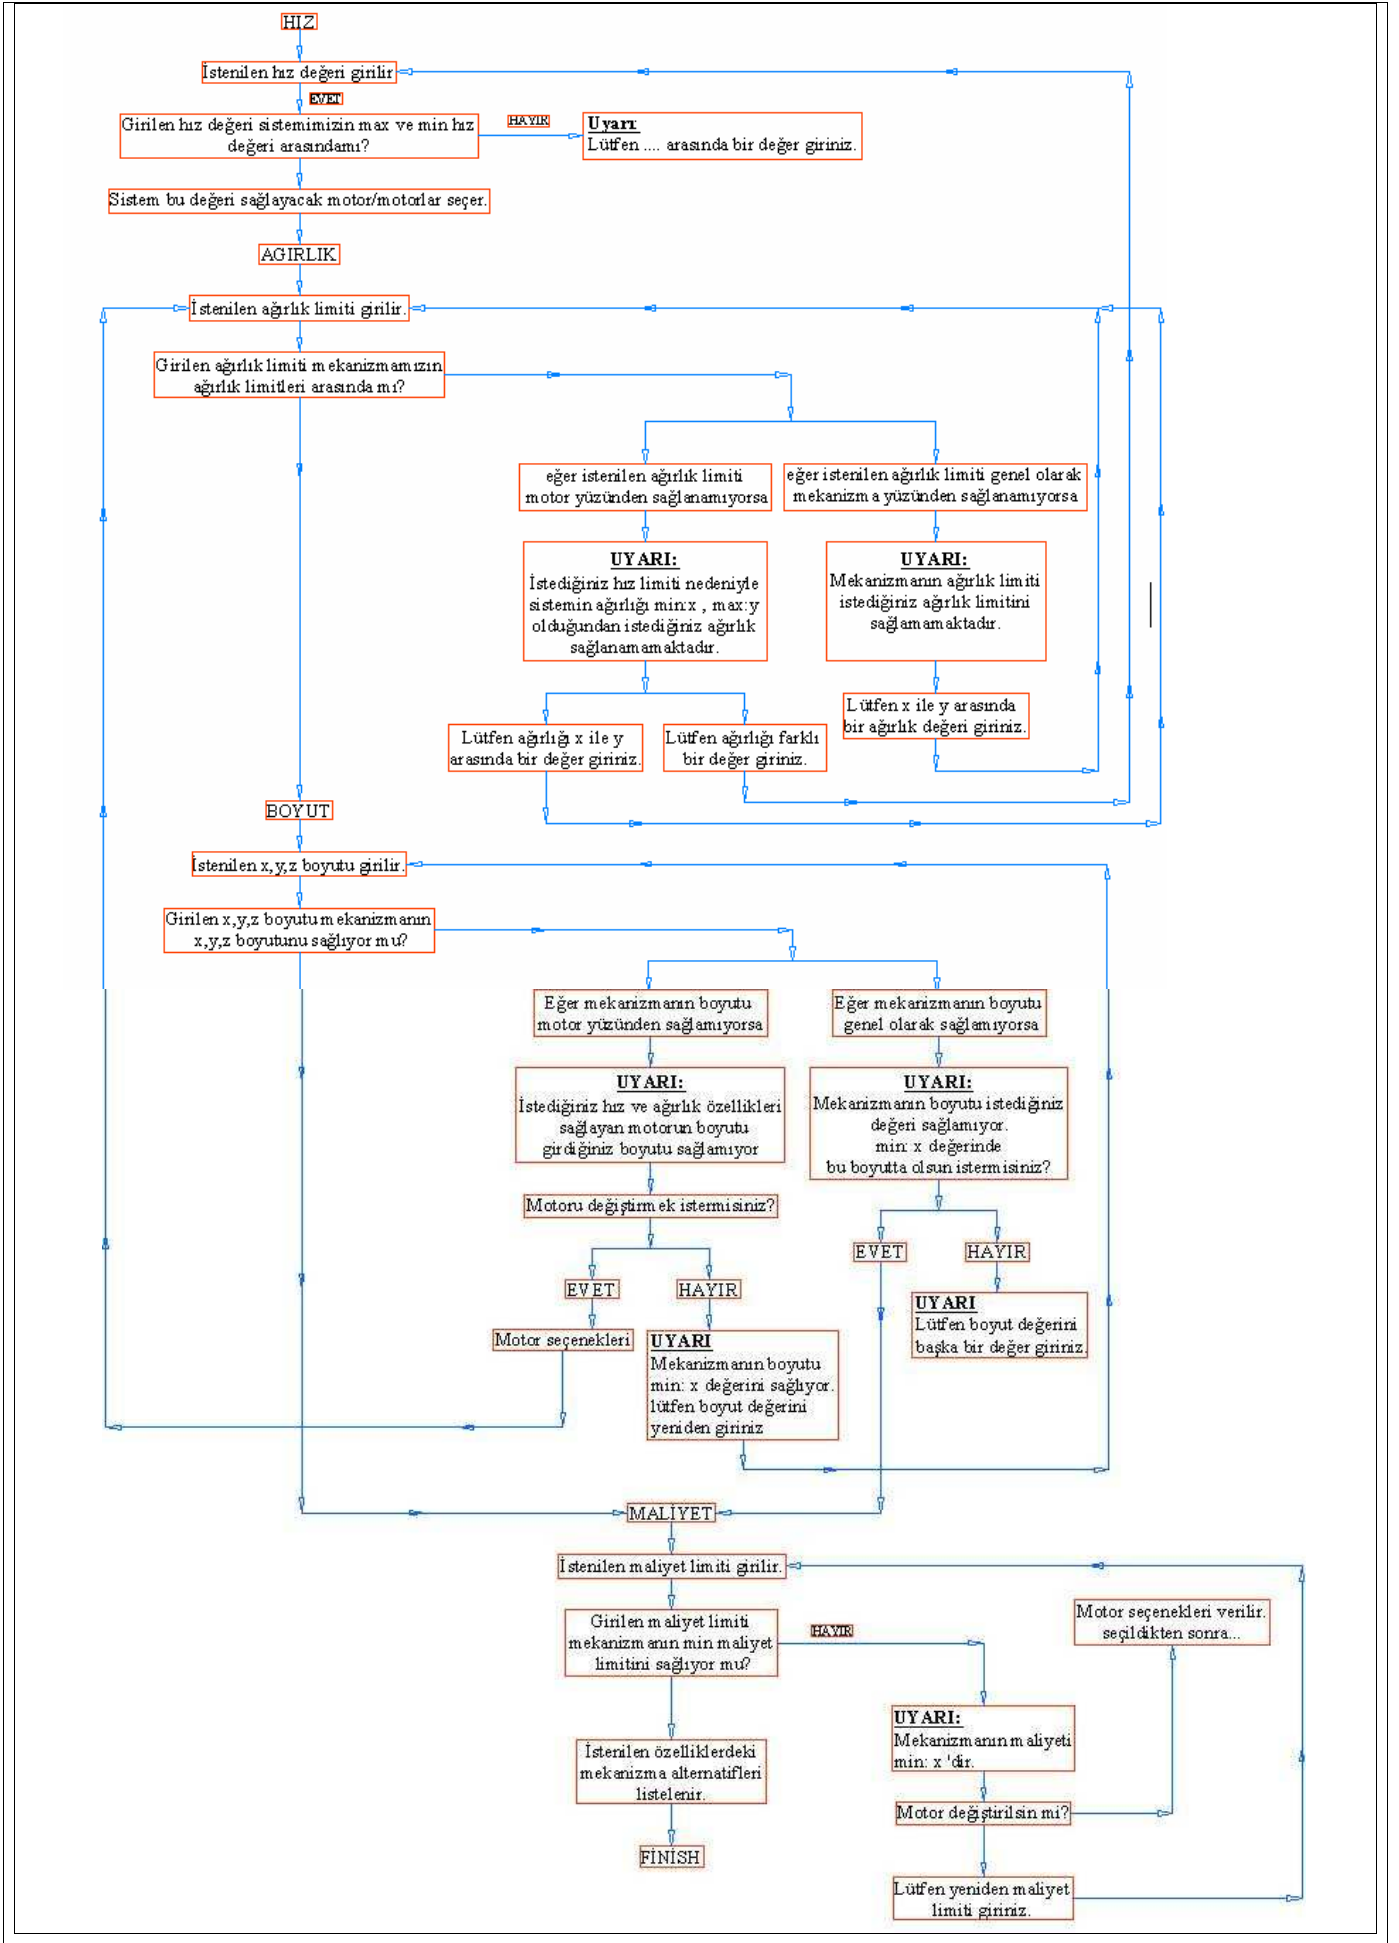 HIZ
İstenilen hız değeri girilir
EVET
Girilen hız değeri sistemimizin max ve min hız
değeri arasındamı?
HAYIR
Uyarı:
Lütfen .... arasında bir değer giriniz.
Sistem bu değeri sağlayacak motor/motorlar seçer.
AGIRLIK
İstenilen ağırlık limiti girilir.
Girilen ağırlık limiti mekanizmamızın
ağırlık limitleri arasında mı?
eğer istenilen ağırlık limiti
motor yüzünden sağlanamıyorsa
eğer istenilen ağırlık limiti genel olarak
mekanizma yüzünden sağlanamıyorsa
UYARI:
İstediğiniz hız limiti nedeniyle
sistemin ağırlığı min:x , max:y
olduğundan istediğiniz ağırlık
sağlanamamaktadır.
UYARI:
Mekanizmanın ağırlık limiti
istediğiniz ağırlık limitini
sağlamamaktadır.
Lütfen ağırlığı x ile y
arasında bir değer giriniz.
Lütfen ağırlığı farklı
bir değer giriniz.
Lütfen x ile y arasında
bir ağırlık değeri giriniz.
BOYUT
İstenilen x,y,z boyutu girilir.
Girilen x,y,z boyutu mekanizmanın
x,y,z boyutunu sağlıyor mu?
Eğer mekanizmanın boyutu
motor yüzünden sağlamıyorsa
Eğer mekanizmanın boyutu
genel olarak sağlamıyorsa
UYARI:
İstediğiniz hız ve ağırlık özellikleri
sağlayan motorun boyutu
girdiğiniz boyutu sağlamıyor
UYARI:
Mekanizmanın boyutu istediğiniz
değeri sağlamıyor.
min: x değerinde
bu boyutta olsun istermisiniz?
Motoru değiştirmek istermisiniz?
EVET
HAYIR
EVET
HAYIR
Motor seçenekleri
UYARI
Mekanizmanın boyutu
min: x değerini sağlıyor.
lütfen boyut değerini
yeniden giriniz
UYARI
Lütfen boyut değerini
başka bir değer giriniz.
MALİYET
İstenilen maliyet limiti girilir.
Girilen maliyet limiti
mekanizmanın min maliyet
limitini sağlıyor mu?
HAYIR
Motor seçenekleri verilir.
seçildikten sonra...
UYARI:
Mekanizmanın maliyeti
min: x 'dir.
İstenilen özelliklerdeki
mekanizma alternatifleri
listelenir.
Motor değiştirilsin mi?
FİNİSH
Lütfen yeniden maliyet
limiti giriniz.